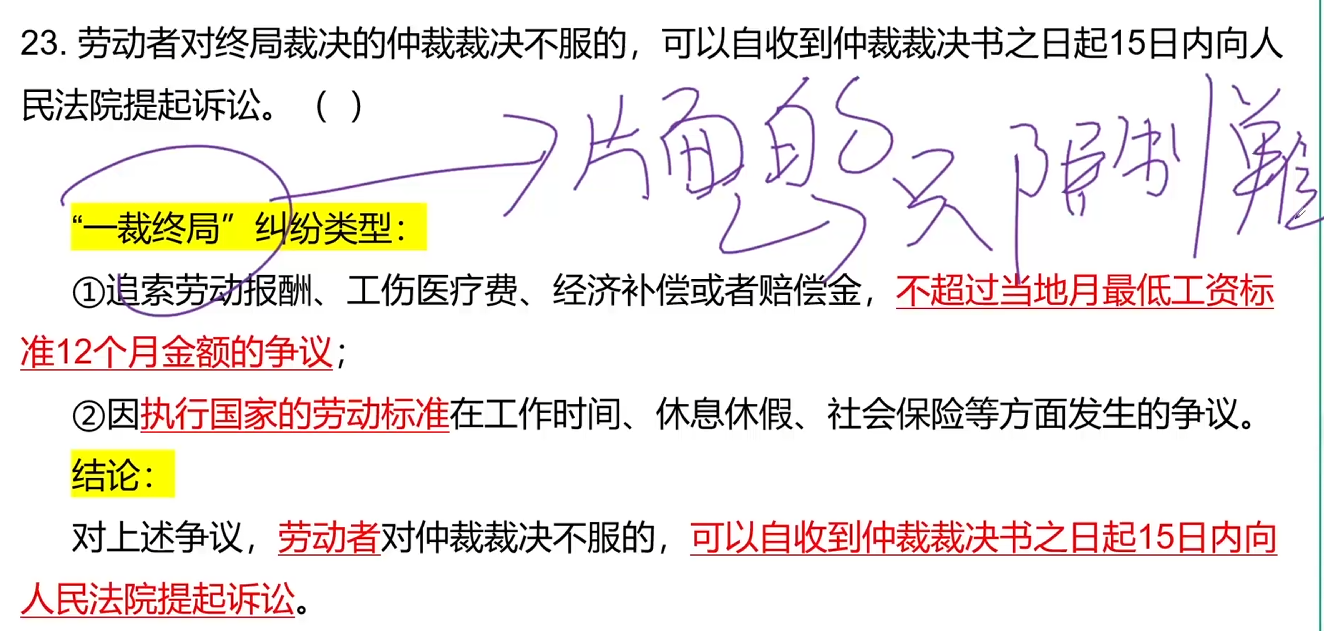 23. 劳动者对终局裁决的仲裁裁决不服的，可以自收到仲裁裁决书之日起15日内向人
民法院提起诉讼。（ ）
片面的
只限制单
“一裁终局”纠纷类型：
①追索劳动报酬、工伤医疗费、经济补偿或者赔偿金，不超过当地月最低工资标
准12个月金额的争议；
②因执行国家的劳动标准在工作时间、休息休假、社会保险等方面发生的争议。
结论：
对上述争议，劳动者对仲裁裁决不服的，可以自收到仲裁裁决书之日起15日内向
人民法院提起诉讼。